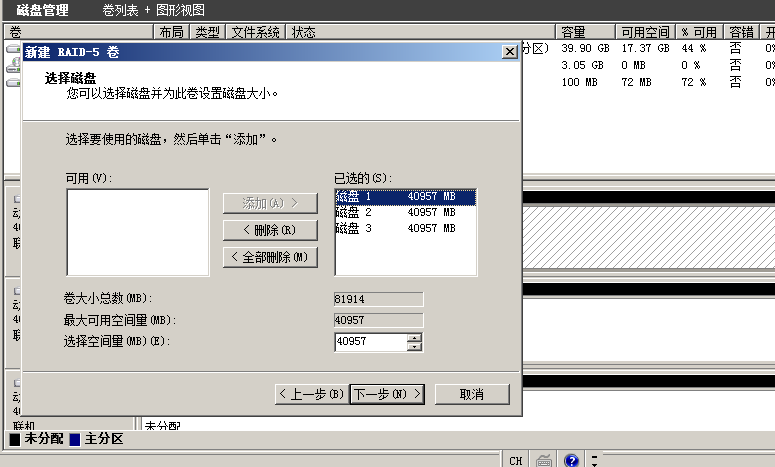 磁盘管理 卷列表 + 图形视图
卷 布局 类型 文件系统 状态 容量 可用空间 % 可用 容错
分区) 39.90 GB 17.37 GB 44 % 否 0%
3.05 GB 0 MB 0 % 否 0%
100 MB 72 MB 72 % 否 0%
新建 RAID-5 卷
选择磁盘
您可以选择磁盘并为此卷设置磁盘大小。
选择要使用的磁盘，然后单击“添加”。
可用(V): 已选的(S):
磁盘 1 40957 MB
磁盘 2 40957 MB
磁盘 3 40957 MB
添加(A) >
< 删除(R)
< 全部删除(M)
卷大小总数(MB): 81914
最大可用空间量(MB): 40957
选择空间量(MB)(E): 40957
< 上一步(B) 下一步(N) > 取消
联机 未分配
未分配 主分区
CH